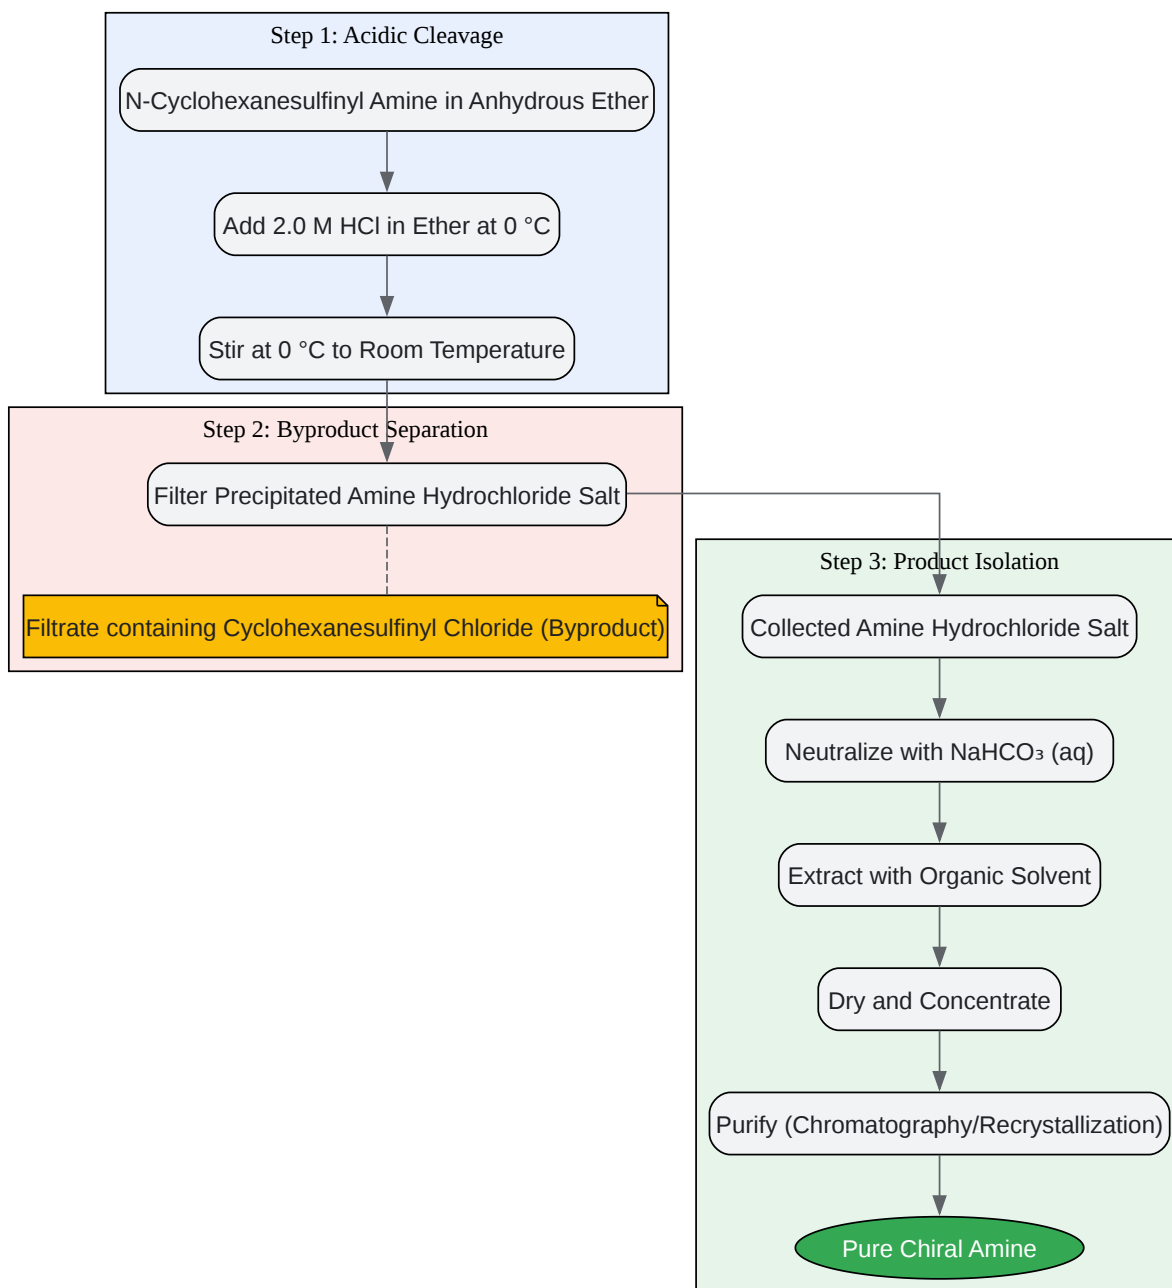 Step 1: Acidic Cleavage
N-Cyclohexanesulfinyl Amine in Anhydrous Ether
Add 2.0 M HCl in Ether at 0 °C
Stir at 0 °C to Room Temperature
Step 2: Byproduct Separation
Filter Precipitated Amine Hydrochloride Salt
Filtrate containing Cyclohexanesulfinyl Chloride (Byproduct)
Step 3: Product Isolation
Collected Amine Hydrochloride Salt
Neutralize with NaHCO₃ (aq)
Extract with Organic Solvent
Dry and Concentrate
Purify (Chromatography/Recrystallization)
Pure Chiral Amine